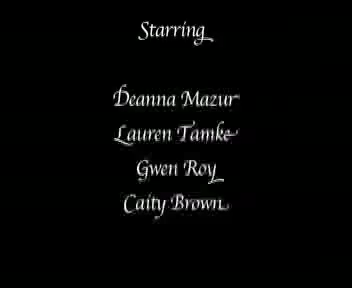 Starring
Deanna Mazur
Lauren Tamke
Gwen Roy
Caity Brown